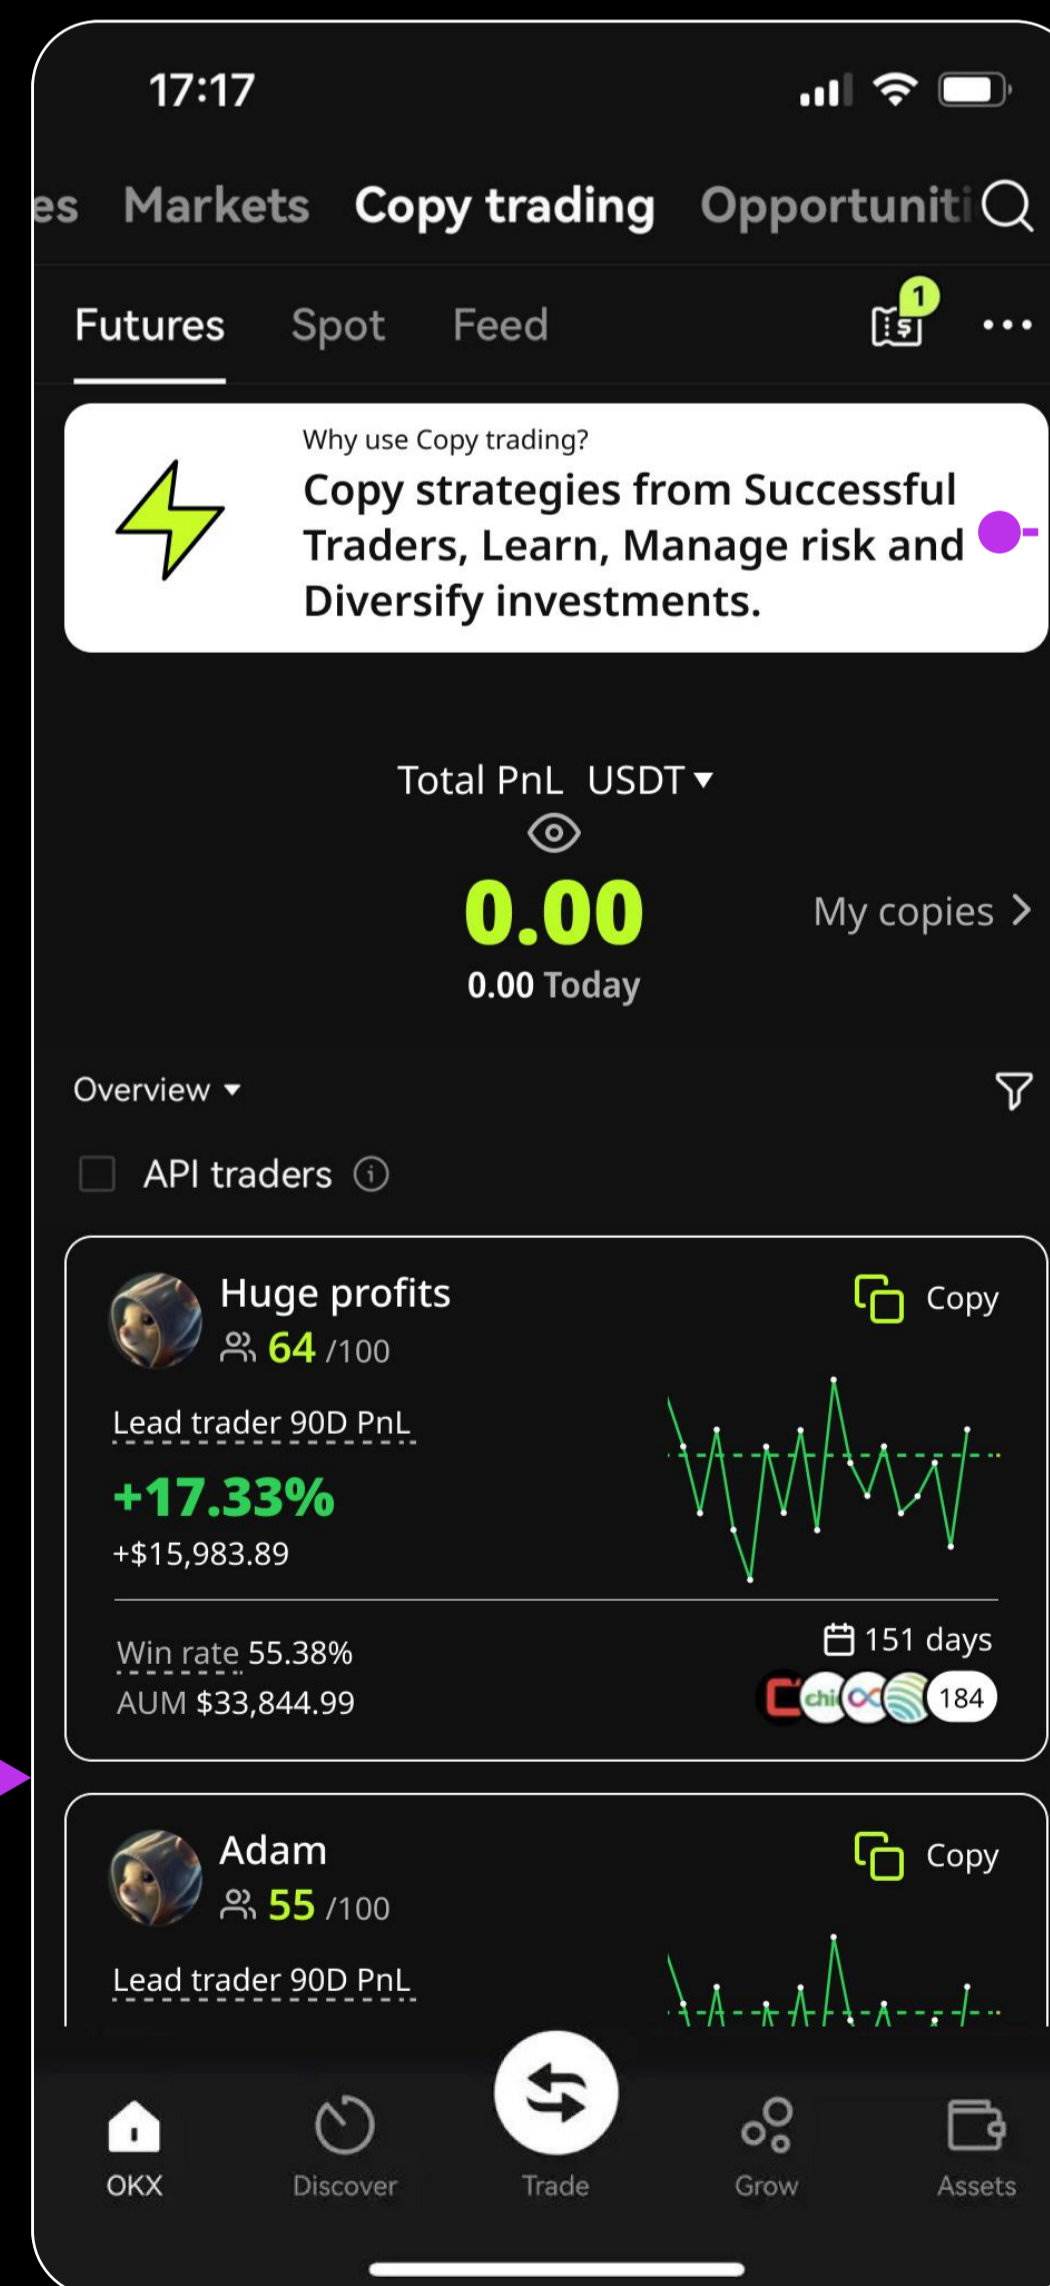 17:17
es Markets Copy trading Opportuniti
Futures Spot Feed
1
Why use Copy trading?
Copy strategies from Successful
Traders, Learn, Manage risk and
Diversify investments.
Total PnL USDT
0.00
My copies
0.00 Today
Overview
API traders
Huge profits
Copy
64 /100
Lead trader 90D PnL
+17.33%
+$15,983.89
Win rate 55.38%
151 days
AUM $33,844.99
chi
184
Adam
Copy
55 /100
Lead trader 90D PnL
OKX Discover Trade Grow Assets